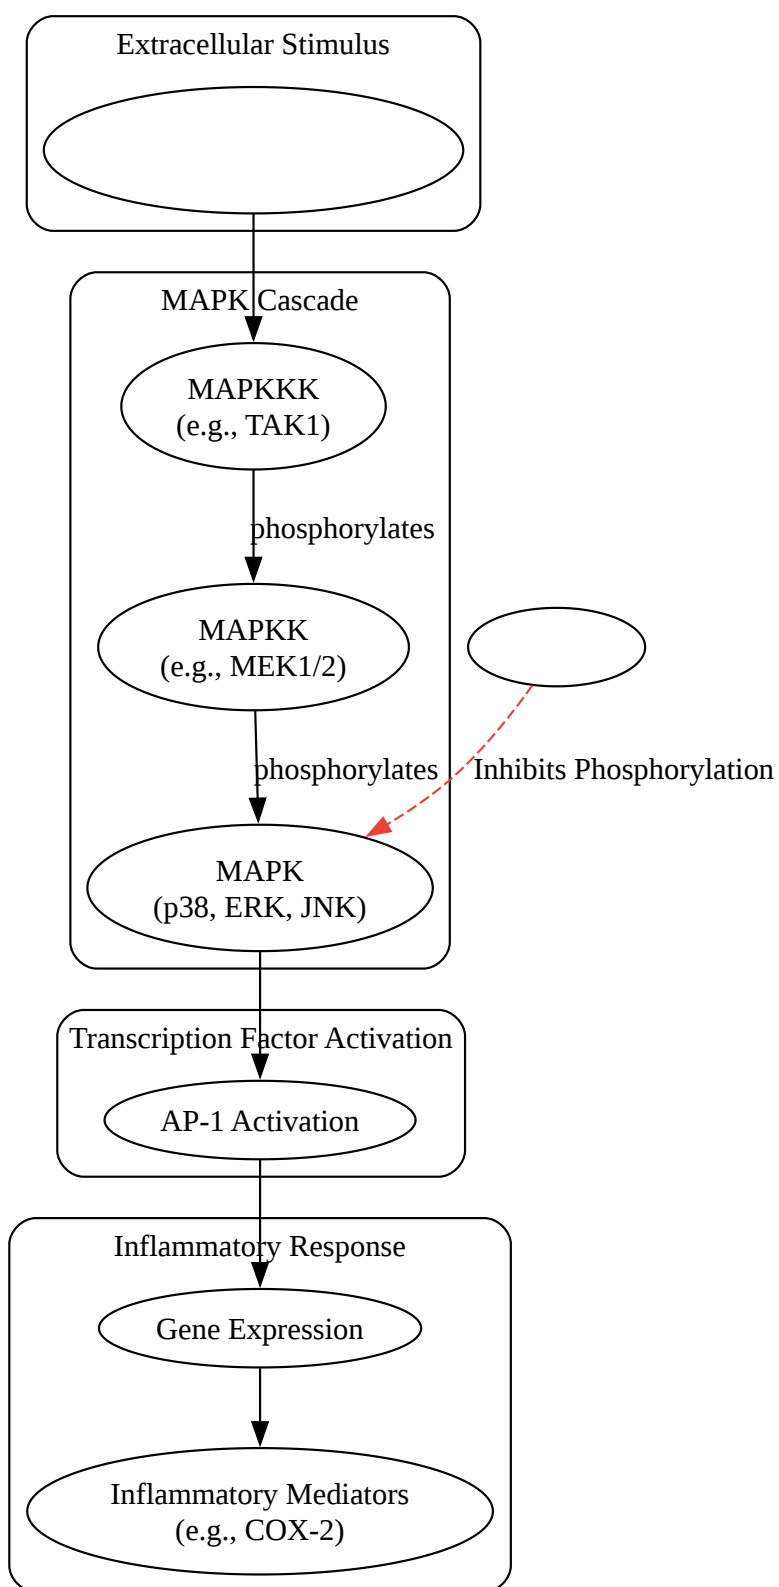 Extracellular Stimulus
MAPK Cascade
MAPKKK
(e.g., TAK1)
phosphorylates
MAPKK
(e.g., MEK1/2)
phosphorylates
Inhibits Phosphorylation
MAPK
(p38, ERK, JNK)
Transcription Factor Activation
AP-1 Activation
Inflammatory Response
Gene Expression
Inflammatory Mediators
(e.g., COX-2)